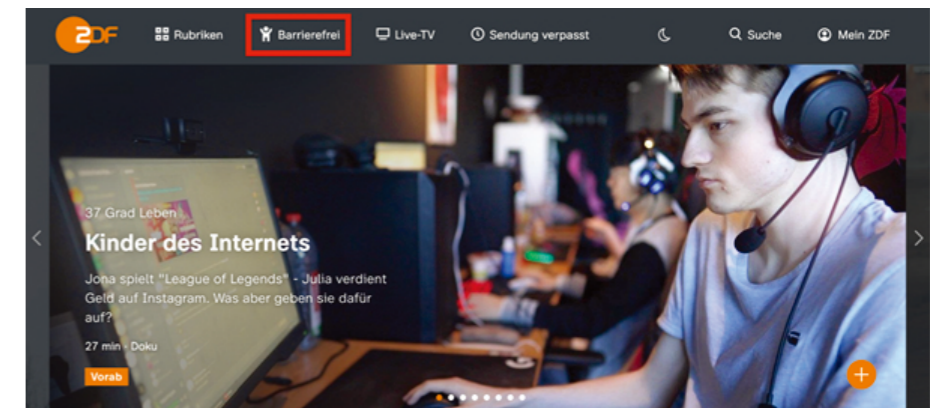 ZDF
Rubriken
Barrierefrei
Live-TV
Sendung verpasst
Suche
Mein ZDF
37 Grad Leben
Kinder des Internets
Jona spielt "League of Legends" - Julia verdient
Geld auf Instagram. Was aber geben sie dafür
auf?
27 min · Doku
Vorab